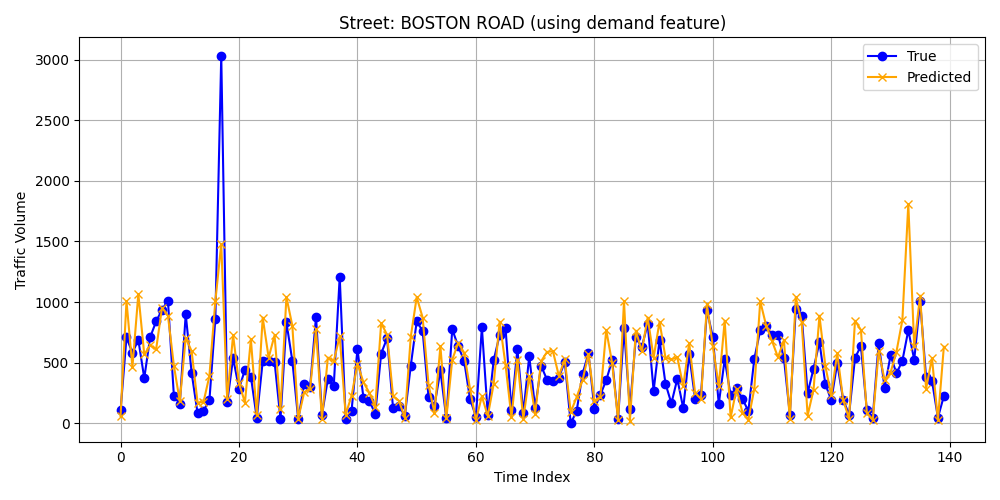 Street: BOSTON ROAD (using demand feature)
True
Predicted
Traffic Volume
3000
2500
2000
1500
1000
500
0
0 20 40 60 80 100 120 140
Time Index